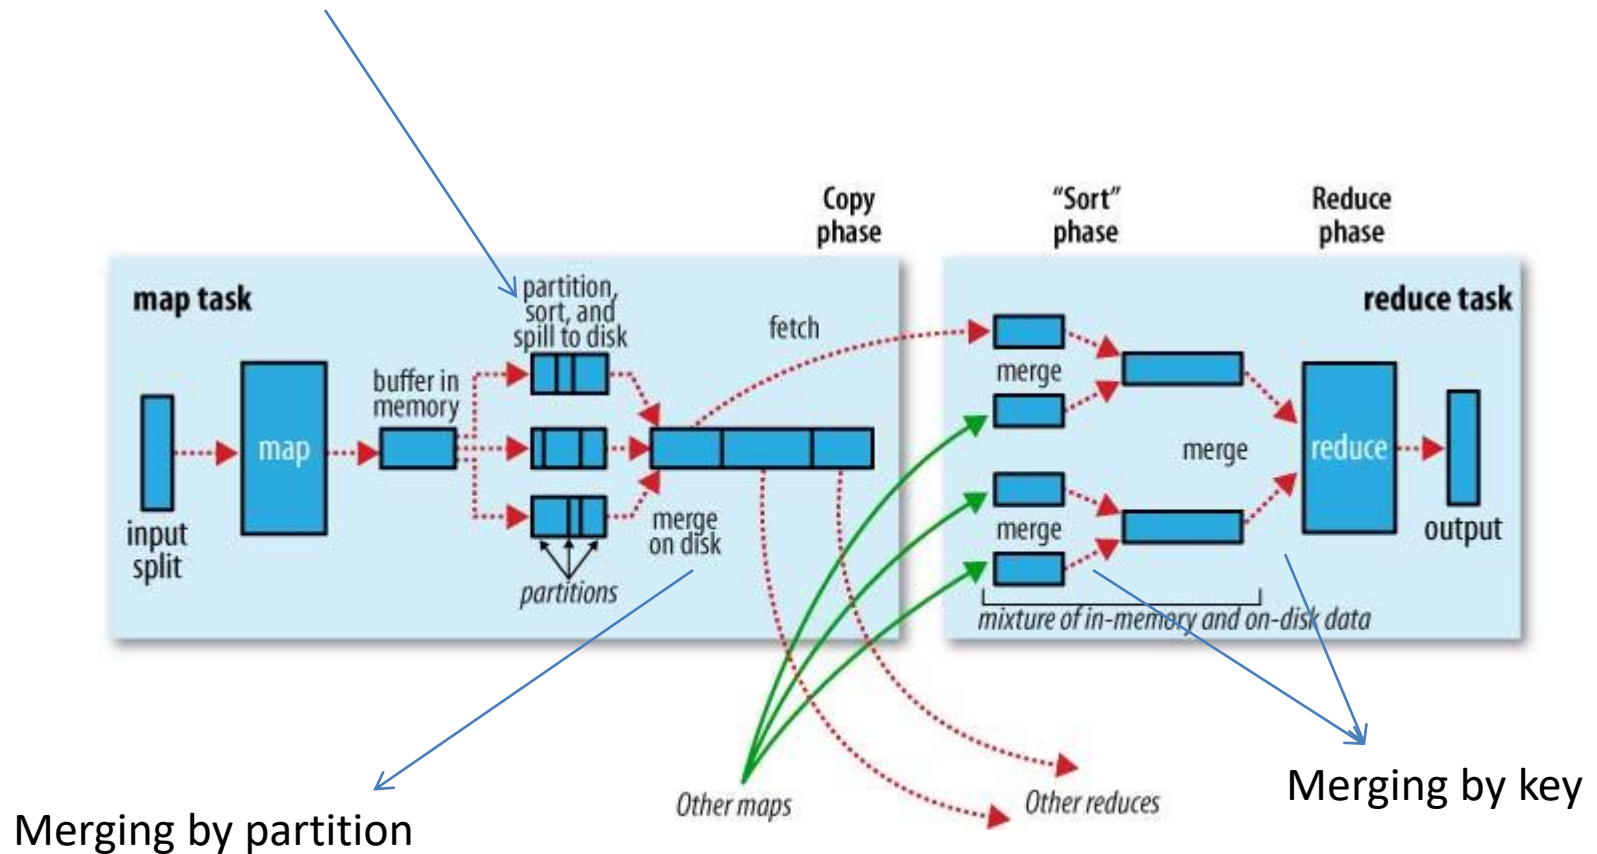 Copy
phase
"Sort"
phase
Reduce
phase
map task
partition,
sort, and
spill to disk
fetch
reduce task
buffer in
memory
merge
map
merge
reduce
input
split
merge
on disk
merge
output
partitions
mixture of in-memory and on-disk data
Other maps
Other reduces
Merging by key
Merging by partition